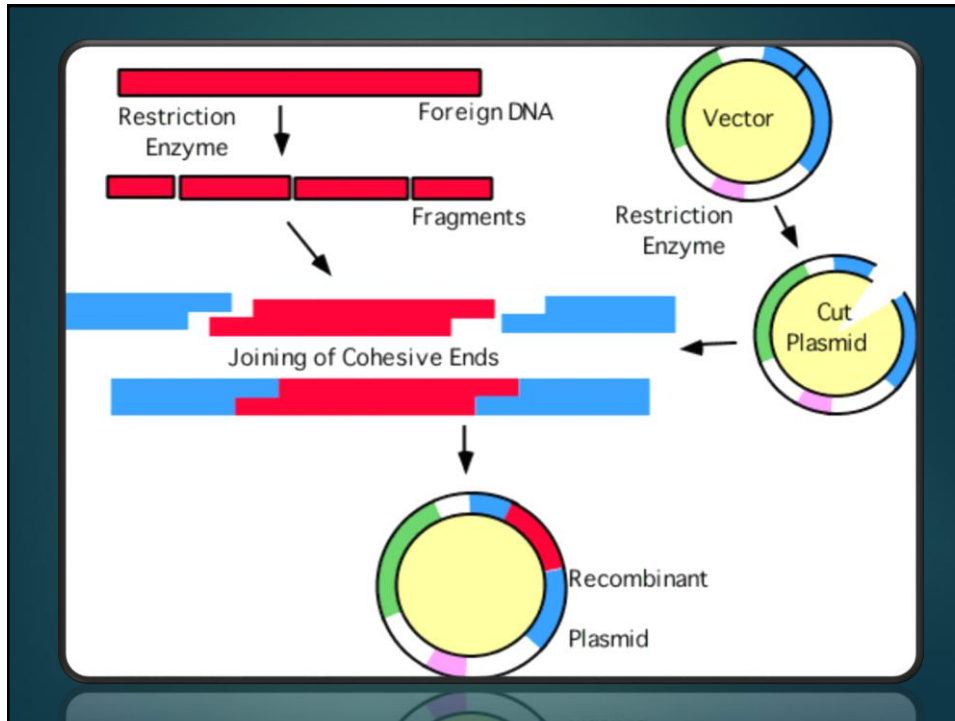 Foreign DNA
Restriction
Enzyme
Fragments
Vector
Restriction
Enzyme
Cut
Plasmid
Joining of Cohesive Ends
Recombinant
Plasmid